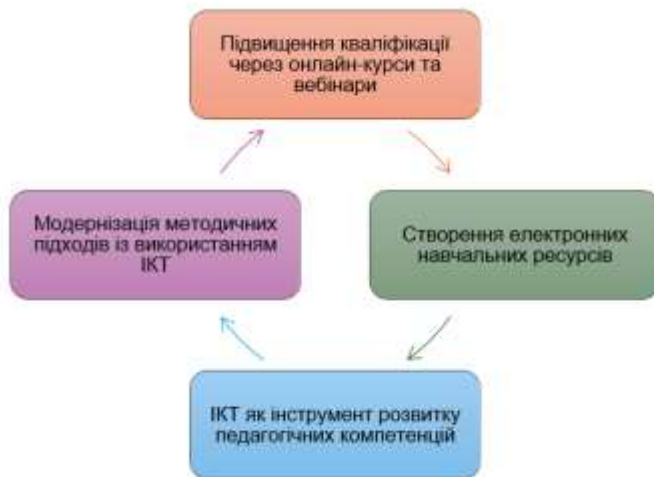 Підвищення кваліфікації
через онлайн-курси та
вебінари
Модернізація методичних
підходів із використанням
ІКТ
Створення електронних
навчальних ресурсів
ІКТ як інструмент розвитку
педагогічних компетенцій